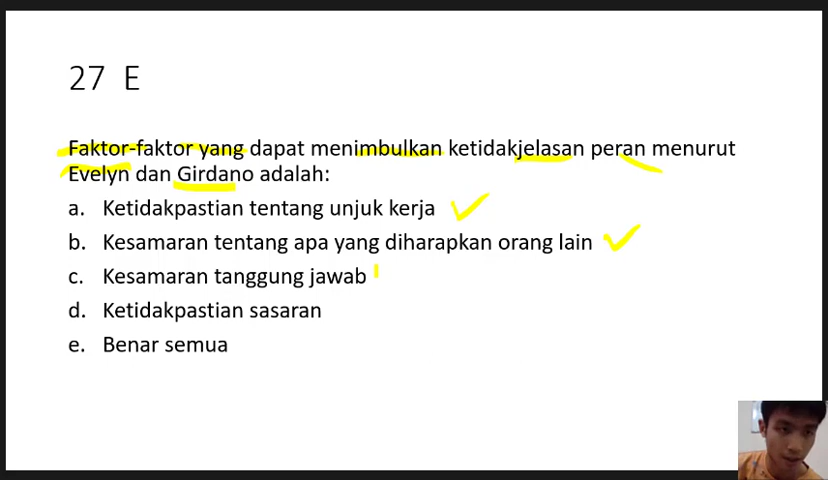 27 E
Faktor-faktor yang dapat menimbulkan ketidakjelasan peran menurut
Evelyn dan Girdano adalah:
a. Ketidakpastian tentang unjuk kerja
b. Kesamaran tentang apa yang diharapkan orang lain
c. Kesamaran tanggung jawab
d. Ketidakpastian sasaran
e. Benar semua